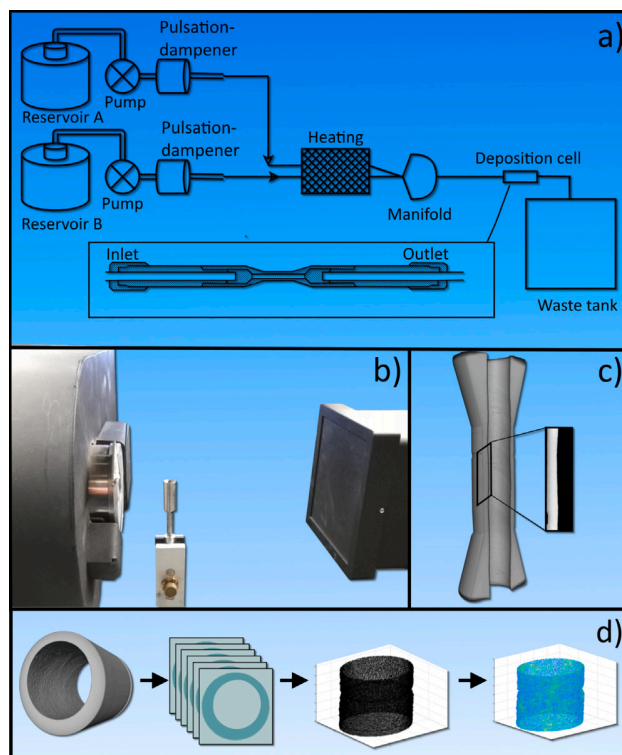 a)
Pulsation-
dampener
Pump
Reservoir A
Pulsation-
dampener
Pump
Reservoir B
Heating
Manifold
Deposition cell
Waste tank
Inlet
Outlet
b)
c)
d)